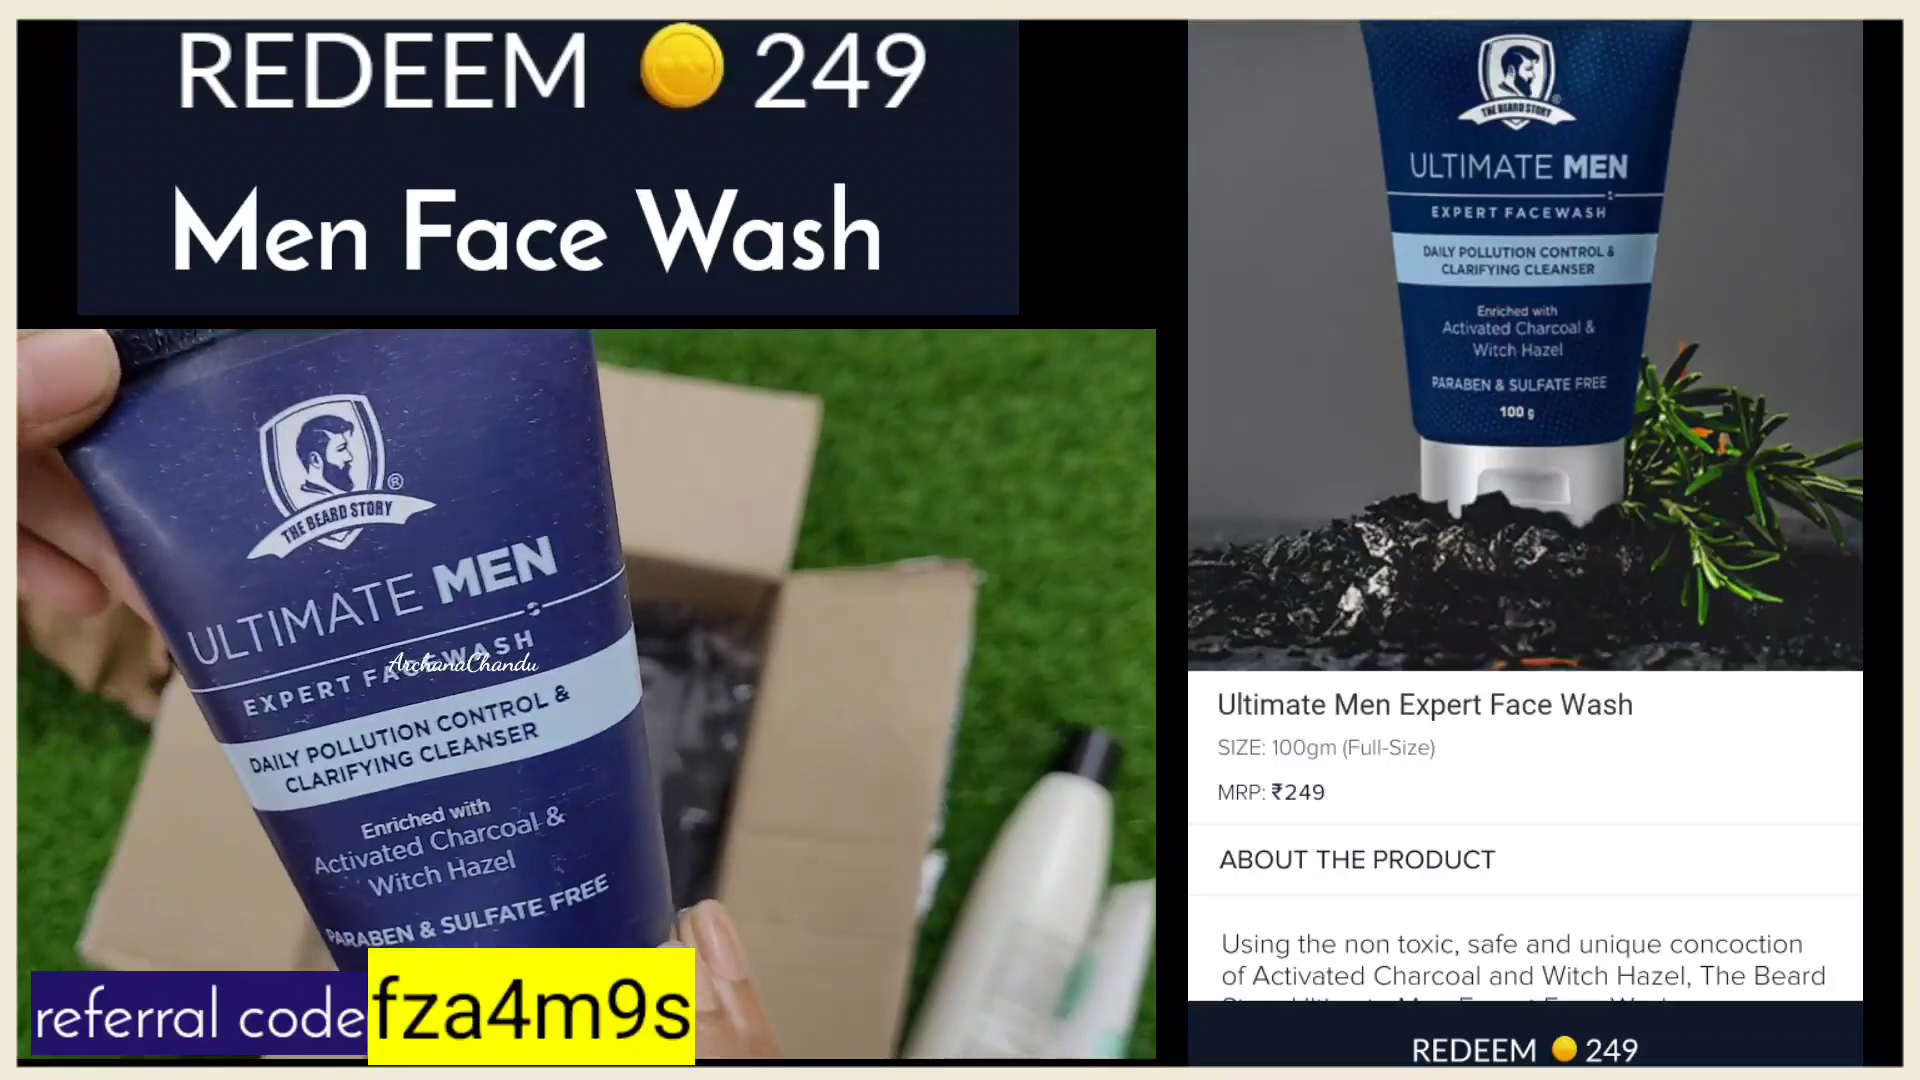 REDEEM 249
Men Face Wash
THE BEARD STORY
®
ULTIMATE MEN
EXPERT FACEWASH
ArchanaChandu
DAILY POLLUTION CONTROL &
CLARIFYING CLEANSER
Enriched with
Activated Charcoal &
Witch Hazel
PARABEN & SULFATE FREE
referral code fza4m9s
THE BEARD STORY
®
ULTIMATE MEN
EXPERT FACEWASH
DAILY POLLUTION CONTROL &
CLARIFYING CLEANSER
Enriched with
Activated Charcoal &
Witch Hazel
PARABEN & SULFATE FREE
100 g
Ultimate Men Expert Face Wash
SIZE: 100gm (Full-Size)
MRP: ₹249
ABOUT THE PRODUCT
Using the non toxic, safe and unique concoction
of Activated Charcoal and Witch Hazel, The Beard
REDEEM 249